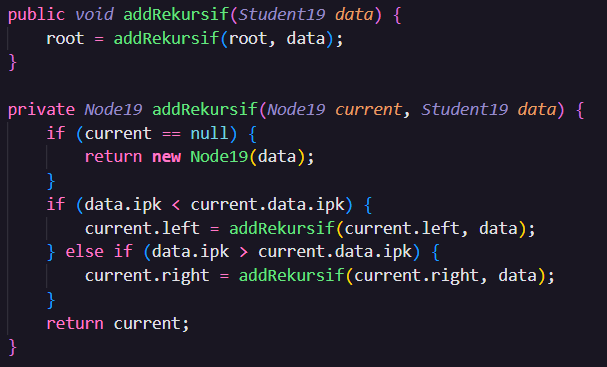 public void addRekursif(Student19 data) {
    root = addRekursif(root, data);
}

private Node19 addRekursif(Node19 current, Student19 data) {
    if (current == null) {
        return new Node19(data);
    }
    if (data.ipk < current.data.ipk) {
        current.left = addRekursif(current.left, data);
    } else if (data.ipk > current.data.ipk) {
        current.right = addRekursif(current.right, data);
    }
    return current;
}